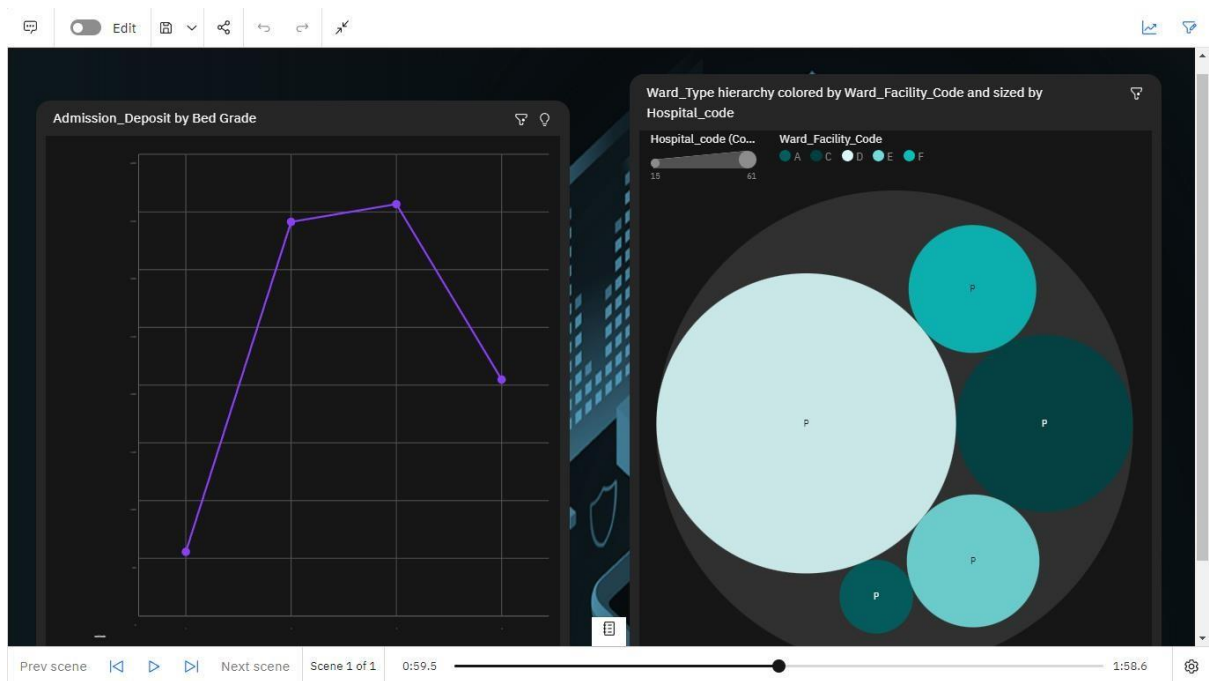 Edit
Admission_Deposit by Bed Grade
Ward_Type hierarchy colored by Ward_Facility_Code and sized by
Hospital_code
Hospital_code (Co...
15
61
Ward_Facility_Code
A C D E F
P
P
P
P
P
Prev scene
Next scene
Scene 1 of 1
0:59.5
1:58.6